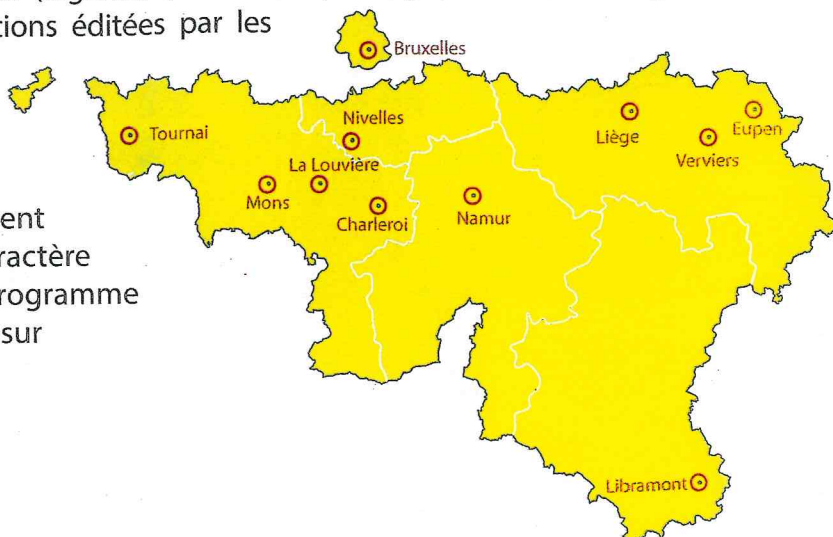 tions éditées par les
Bruxelles
Nivelles
Tournai
Liège
Eupen
Verviers
La Louvière
Mons
Charleroi
Namur
ent
ractère
rogramme
sur
Libramont